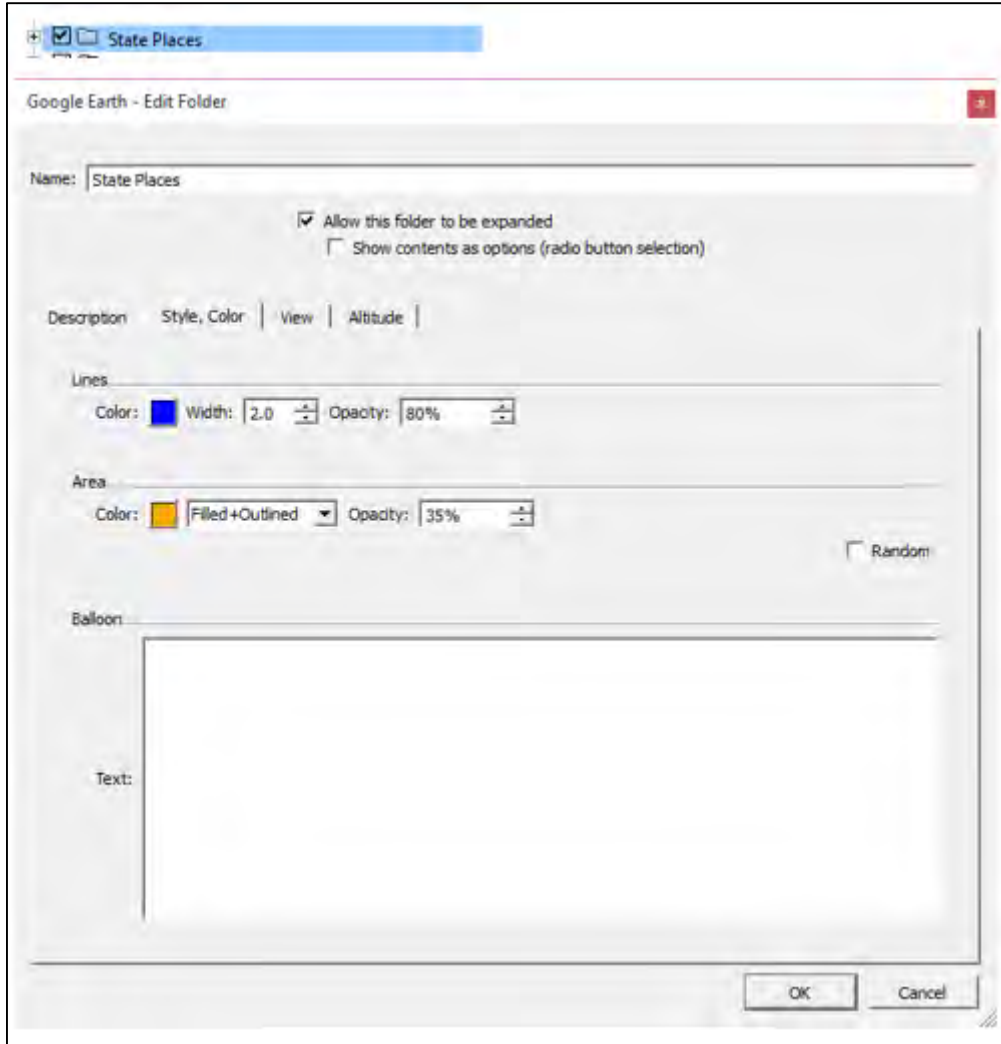 State Places
Google Earth - Edit Folder
Name: State Places
Allow this folder to be expanded
Show contents as options (radio button selection)
Description Style, Color View Altitude
Lines
Color: Width: 2.0 Opacity: 80%
Area
Color: Filled+Outlined Opacity: 35%
Random
Balloon
Text:
OK Cancel